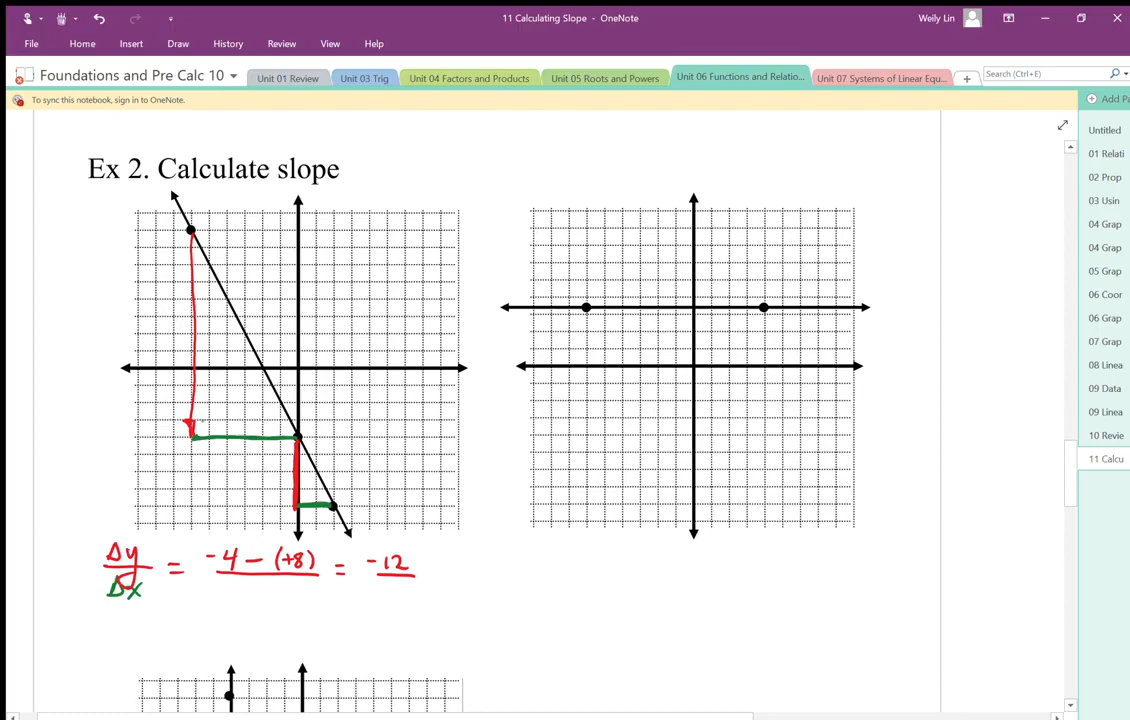 11 Calculating Slope - OneNote
Weily Lin
File Home Insert Draw History Review View Help
Foundations and Pre Calc 10
Unit 01 Review
Unit 03 Trig
Unit 04 Factors and Products
Unit 05 Roots and Powers
Unit 06 Functions and Relatio...
Unit 07 Systems of Linear Equ...
Search (Ctrl+E)
To sync this notebook, sign in to OneNote.
Add Pa
Untitled
01 Relati
02 Prop
03 Usin
04 Grap
04 Grap
05 Grap
06 Coor
06 Grap
07 Grap
08 Linea
09 Data
09 Linea
10 Revie
11 Calcu
Ex 2. Calculate slope
Δy = -4 - (+8) = -12
Δx